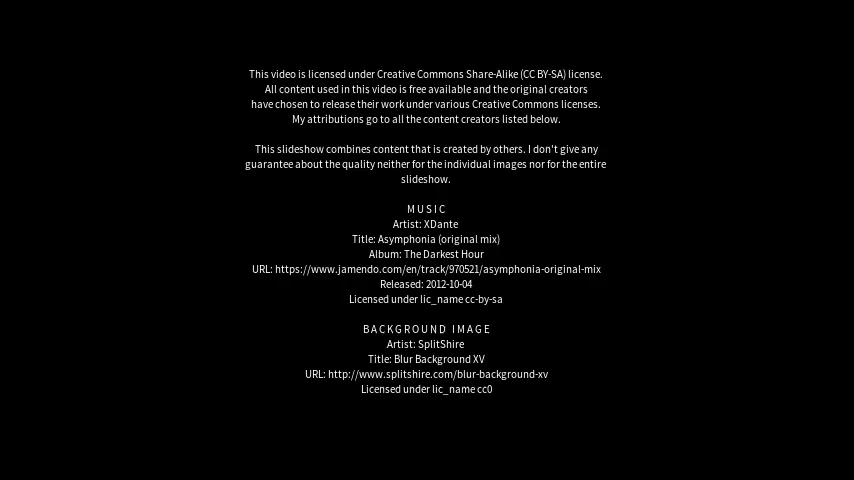 This video is licensed under Creative Commons Share-Alike (CC BY-SA) license.
All content used in this video is free available and the original creators
have chosen to release their work under various Creative Commons licenses.
My attributions go to all the content creators listed below.
This slideshow combines content that is created by others. I don't give any
guarantee about the quality neither for the individual images nor for the entire
slideshow.
MUSIC
Artist: XDante
Title: Asymphonia (original mix)
Album: The Darkest Hour
URL: https://www.jamendo.com/en/track/970521/asymphonia-original-mix
Released: 2012-10-04
Licensed under lic_name cc-by-sa
BACKGROUND IMAGE
Artist: SplitShire
Title: Blur Background XV
URL: http://www.splitshire.com/blur-background-xv
Licensed under lic_name cc0